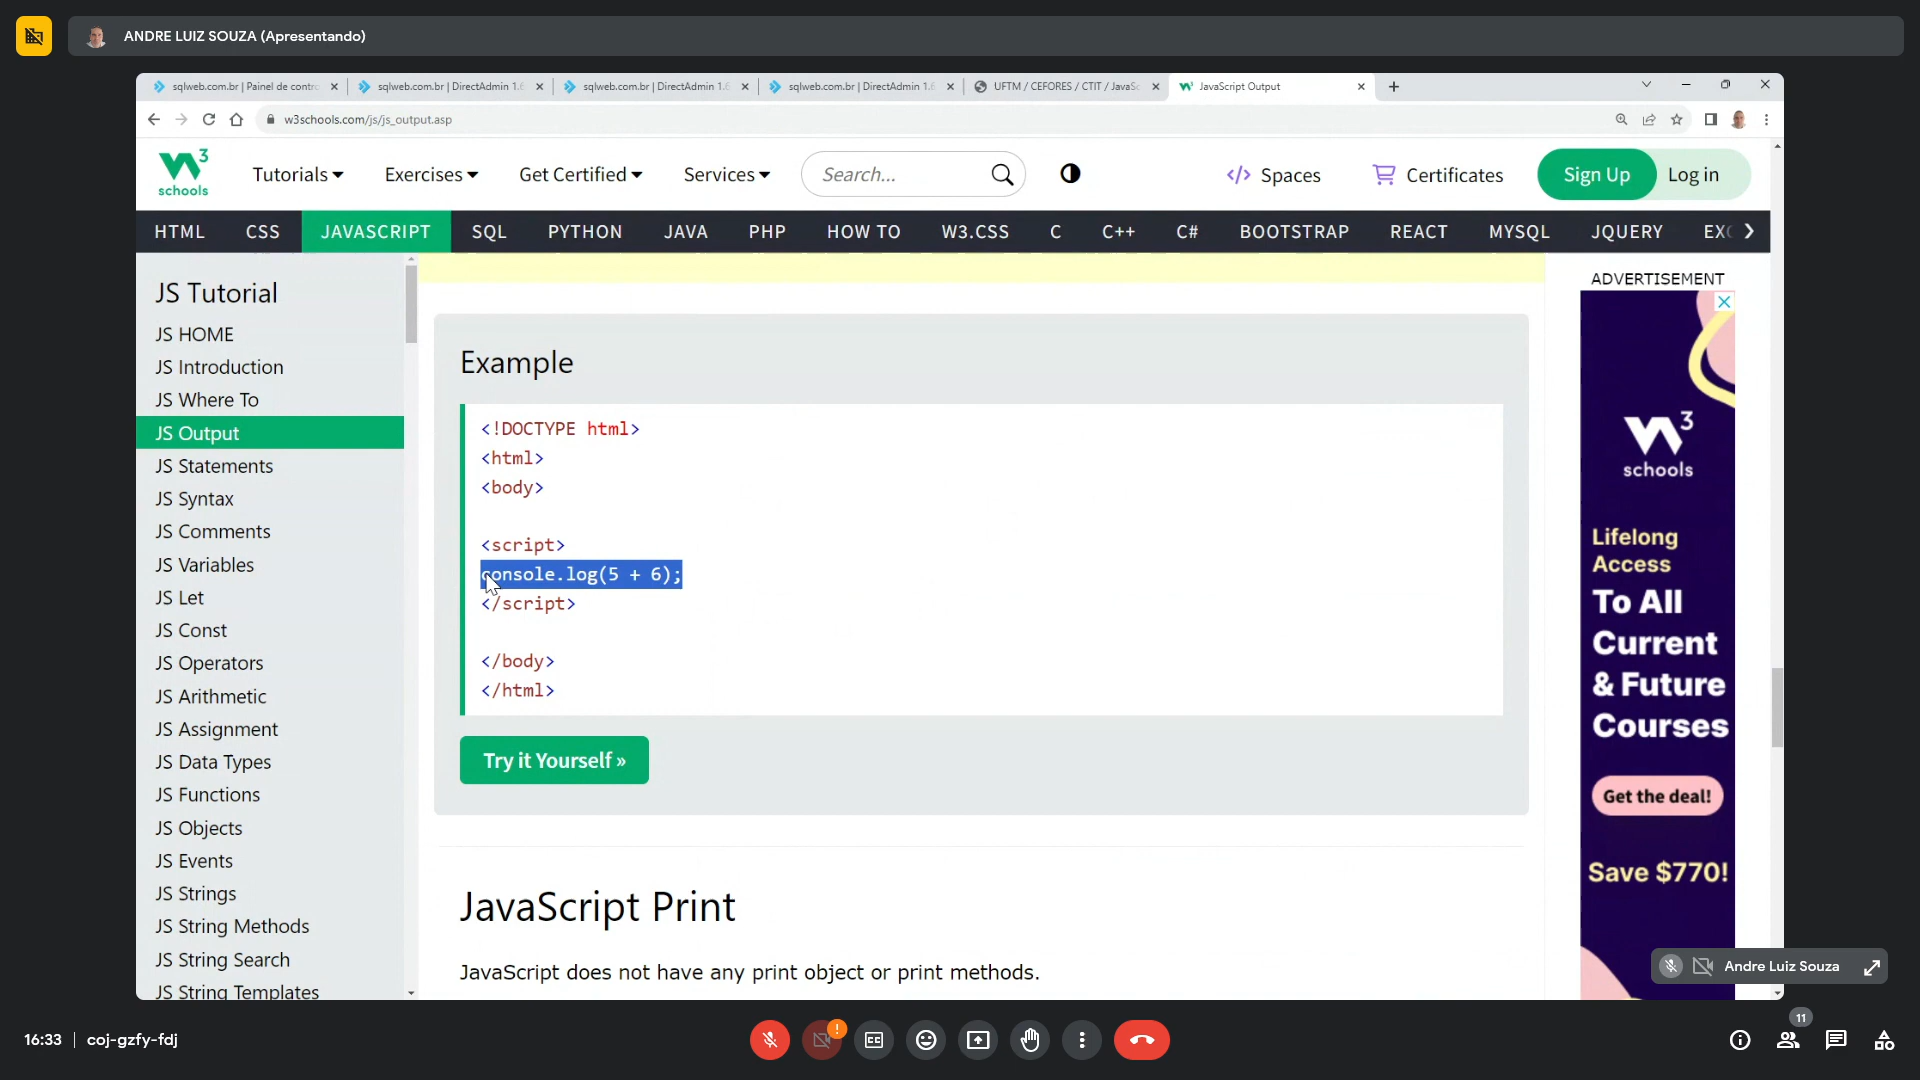 ANDRE LUIZ SOUZA (Apresentando)
sqlweb.com.br | Painel de contro
sqlweb.com.br | DirectAdmin 1.6
sqlweb.com.br | DirectAdmin 1.6
sqlweb.com.br | DirectAdmin 1.6
UFTM / CEFORES / CTIT / JavaSc
JavaScript Output
w3schools.com/js/js_output.asp
W3 schools
Tutorials
Exercises
Get Certified
Services
Search...
Spaces
Certificates
Sign Up
Log in
HTML
CSS
JAVASCRIPT
SQL
PYTHON
JAVA
PHP
HOW TO
W3.CSS
C
C++
C#
BOOTSTRAP
REACT
MYSQL
JQUERY
EXC
JS Tutorial
JS HOME
JS Introduction
JS Where To
JS Output
JS Statements
JS Syntax
JS Comments
JS Variables
JS Let
JS Const
JS Operators
JS Arithmetic
JS Assignment
JS Data Types
JS Functions
JS Objects
JS Events
JS Strings
JS String Methods
JS String Search
JS String Templates
Example
<!DOCTYPE html>
<html>
<body>
<script>
console.log(5 + 6);
</script>
</body>
</html>
Try it Yourself »
JavaScript Print
JavaScript does not have any print object or print methods.
ADVERTISEMENT
W3
schools
Lifelong
Access
To All
Current
& Future
Courses
Get the deal!
Save $770!
Andre Luiz Souza
16:33
coj-gzfy-fdj
11